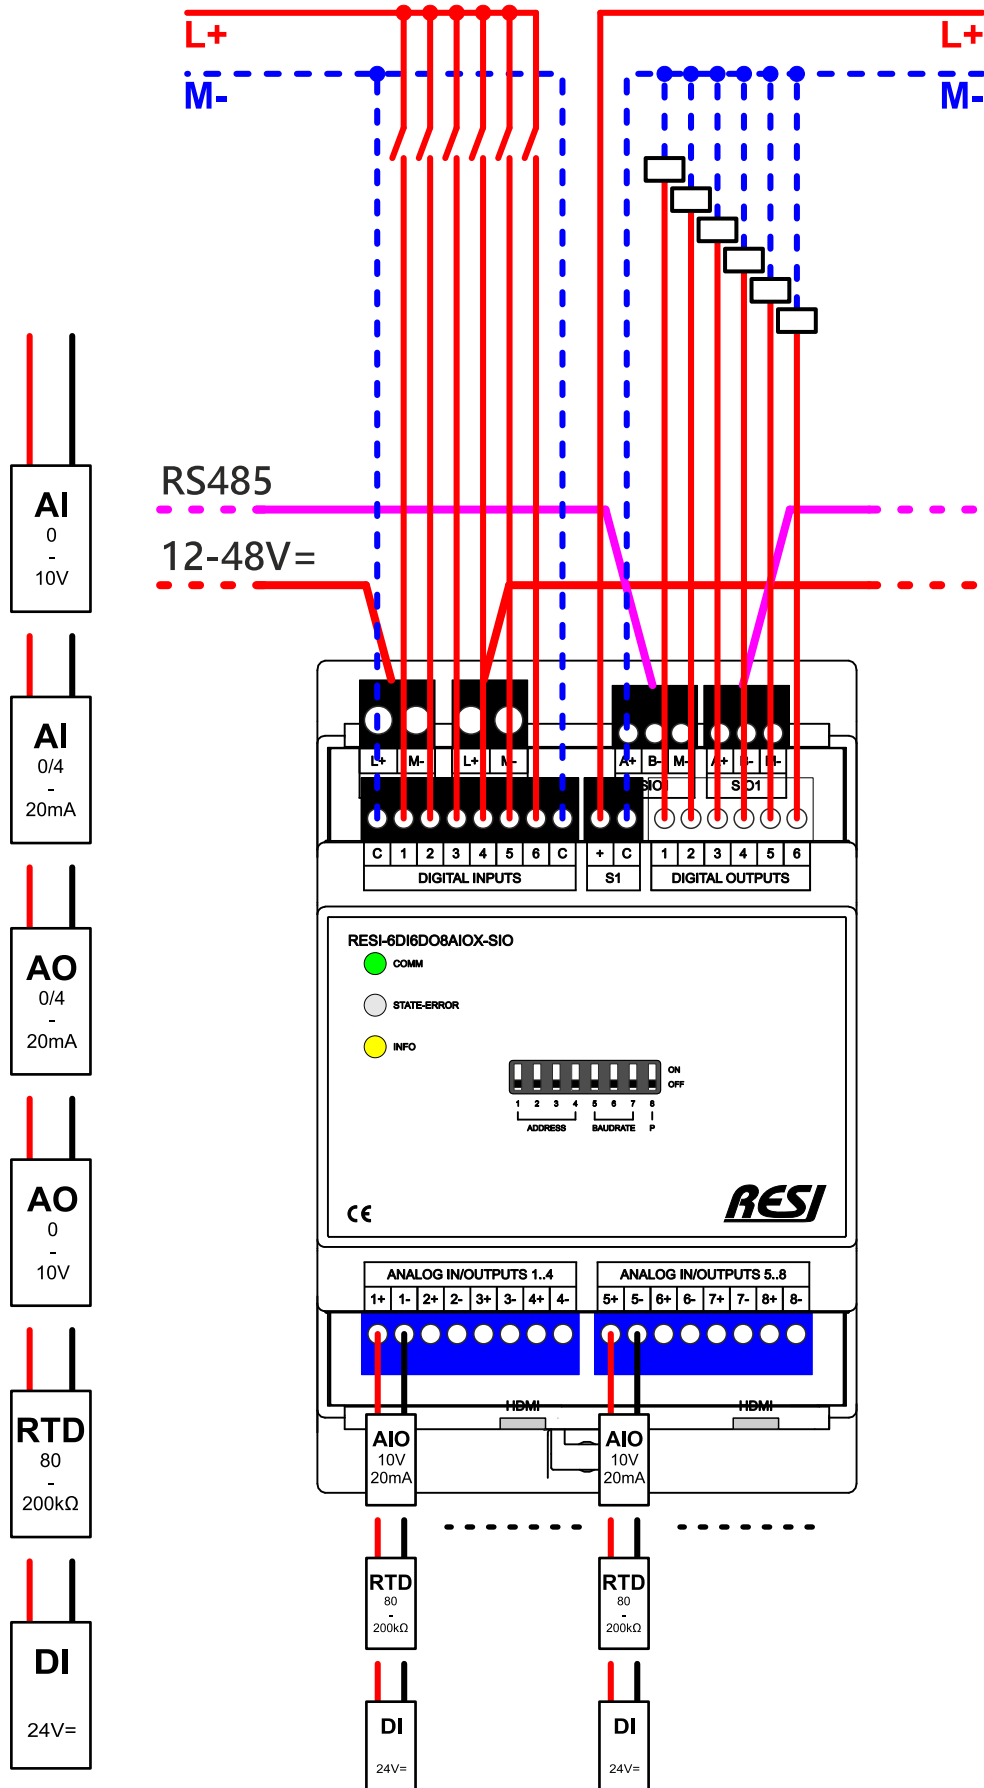 L+
L+
M-
M-
RS485
12-48V=
AI
0
-
10V
AI
0/4
-
20mA
AO
0/4
-
20mA
AO
0
-
10V
RTD
80
-
200kΩ
DI
24V=
L+ M- L+ M- A+ B- M- A+ B- M-
SIO1 SIO1
C 1 2 3 4 5 6 C + C 1 2 3 4 5 6
DIGITAL INPUTS S1 DIGITAL OUTPUTS
RESI-6DI6DO8AIOX-SIO
COMM
STATE-ERROR
INFO
ON
OFF
1 2 3 4 5 6 7 8
ADDRESS BAUDRATE P
CE RESI
ANALOG IN/OUTPUTS 1..4 ANALOG IN/OUTPUTS 5..8
1+ 1- 2+ 2- 3+ 3- 4+ 4- 5+ 5- 6+ 6- 7+ 7- 8+ 8-
HDMI HDMI
AIO
10V
20mA
AIO
10V
20mA
RTD
80
-
200kΩ
RTD
80
-
200kΩ
DI
24V=
DI
24V=